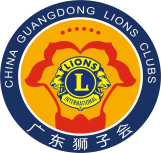 CHINA GUANGDONG LIONS CLUBS
LIONS
L
INTERNATIONAL
广东狮子会